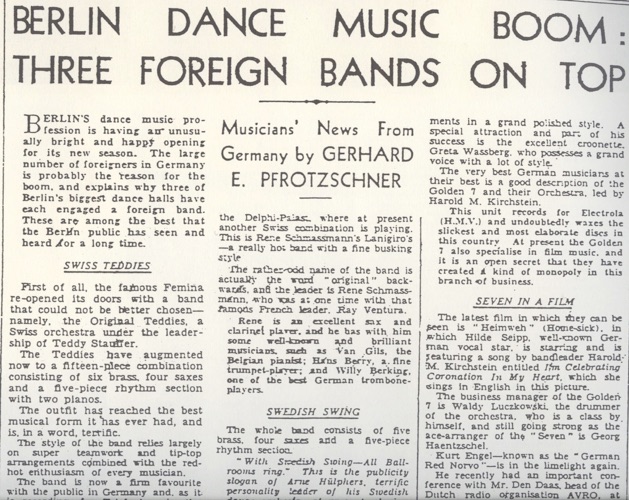 BERLIN DANCE MUSIC BOOM:
THREE FOREIGN BANDS ON TOP
BERLIN'S dance music pro-
fession is having an unusu-
ally bright and happy opening
for its new season. The large
number of foreigners in Germany
is probably the reason for the
boom, and explains why three of
Berlin's biggest dance halls have
each engaged a foreign band.
These are among the best that
the Berlin public has seen and
heard for a long time.
SWISS TEDDIES
First of all, the famous Femina
re-opened its doors with a band
that could not be better chosen—
namely, the Original Teddies, a
Swiss orchestra under the leader-
ship of Teddy Stauffer.
The Teddies have augmented
now to a fifteen-piece combination
consisting of six brass, four saxes
and a five-piece rhythm section
with two pianos.
The outfit has reached the best
musical form it has ever had, and
is, in a word, terrific.
The style of the band relies largely
on super teamwork and tip-top
arrangements combined with the red-
hot enthusiasm of every musician.
The band is now a firm favourite
with the public in Germany and, as it
Musicians' News From
Germany by GERHARD
E. PFROTZSCHNER
the Delphi-Palast, where at present
another Swiss combination is playing.
This is Rene Schmassmann's Lanigiro's
—a really hot band with a fine busking
style
The rather-odd name of the band is
actually the word "original" back-
wards, and the leader is Rene Schmass-
mann, who was at one time with that
famous French leader, Ray Ventura.
Rene is an excellent sax and
clarinet player, and he has with him
some well-known and brilliant
musicians, such as Van Gils, the
Belgian pianist; Hans Berry, a fine
trumpet-player; and Willy Berking,
one of the best German trombone-
players.
SWEDISH SWING
The whole band consists of five
brass, four saxes and a five-piece
rhythm section.
"With Swedish Swing—All Ball-
rooms ring." This is the publicity
slogan of Arne Hülphers, terrific
personality leader of his Swedish
ments in a grand polished style. A
special attraction and part of his
success is the excellent croonette,
Greta Wassberg, who possesses a grand
voice with a lot of style.
The very best German musicians at
their best is a good description of the
Golden 7 and their Orchestra, led by
Harold M. Kirchstein.
This unit records for Electrola
(H.M.V.) and undoubtedly waxes the
slickest and most elaborate discs in
this country At present the Golden
7 also specialise in film music, and
it is an open secret that they have
created a kind of monopoly in this
branch of business.
SEVEN IN A FILM
The latest film in which they can be
seen is "Heimweh" (Home-sick), in
which Hilde Seipp, well-known Ger-
man vocal star, is starring and is
featuring a song by bandleader Harold
M. Kirchstein entitled I'm Celebrating
Coronation In My Heart, which she
sings in English in this picture.
The business manager of the Golden
7 is Waldy Luczkowski, the drummer
of the orchestra, who is a class by
himself, and still going strong as the
ace-arranger of the "Seven" is Georg
Haentzschel.
Kurt Engel—known as the "German
Red Norvo"—is in the limelight again.
He recently had an important con-
ference with Mr. Den Daas, head of the
Dutch radio organisation AVRO, at